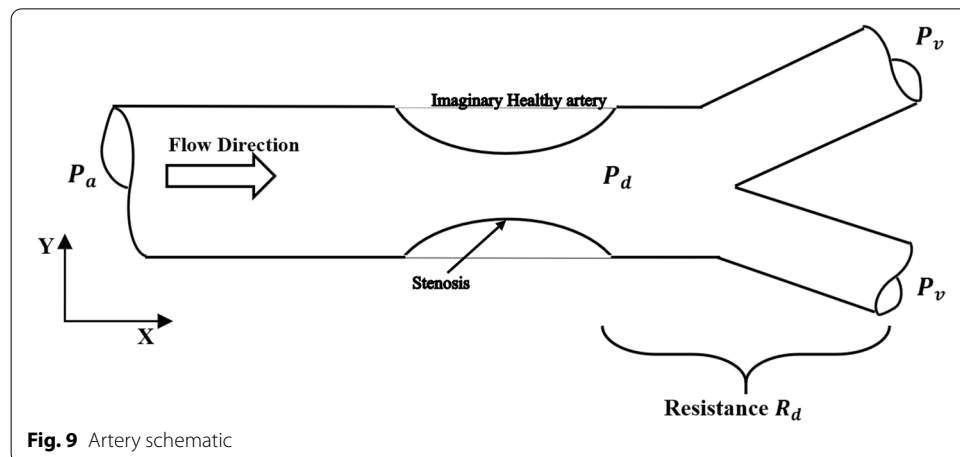 P_v
Imaginary Healthy artery
Flow Direction
P_a
P_d
Y
Stenosis
P_v
X
Resistance R_d
Fig. 9 Artery schematic